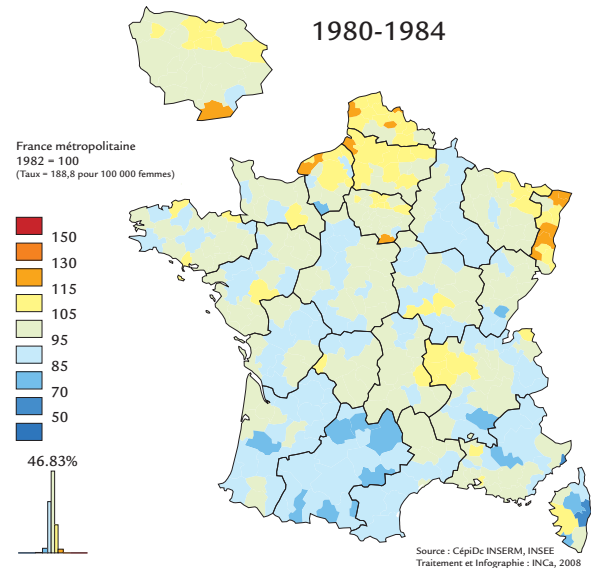 1980-1984
France métropolitaine
1982 = 100
(Taux = 188,8 pour 100 000 femmes)
150
130
115
105
95
85
70
50
46.83%
Source : CépiDc INSERM, INSEE
Traitement et Infographie : INCa, 2008